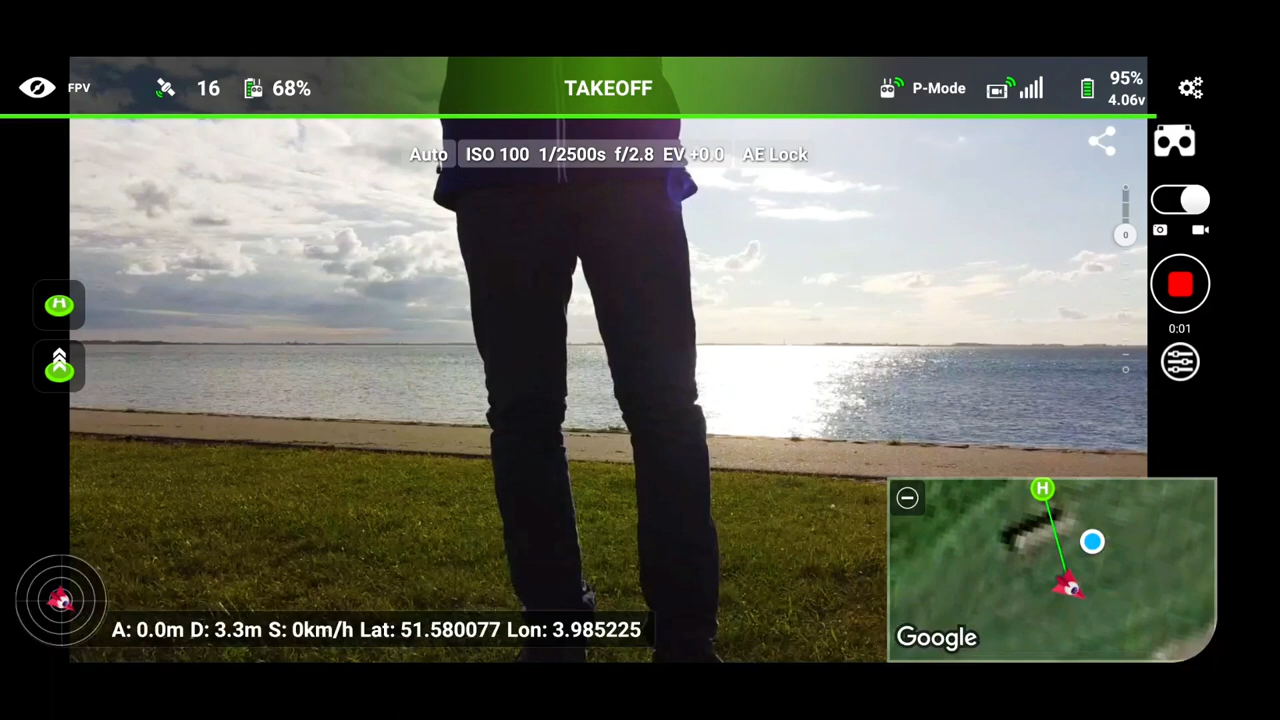 FPV 16 68% TAKEOFF P-Mode 95%
4.06v
Auto ISO 100 1/2500s f/2.8 EV +0.0 AE Lock
0
H
0:01
H
A: 0.0m D: 3.3m S: 0km/h Lat: 51.580077 Lon: 3.985225
Google